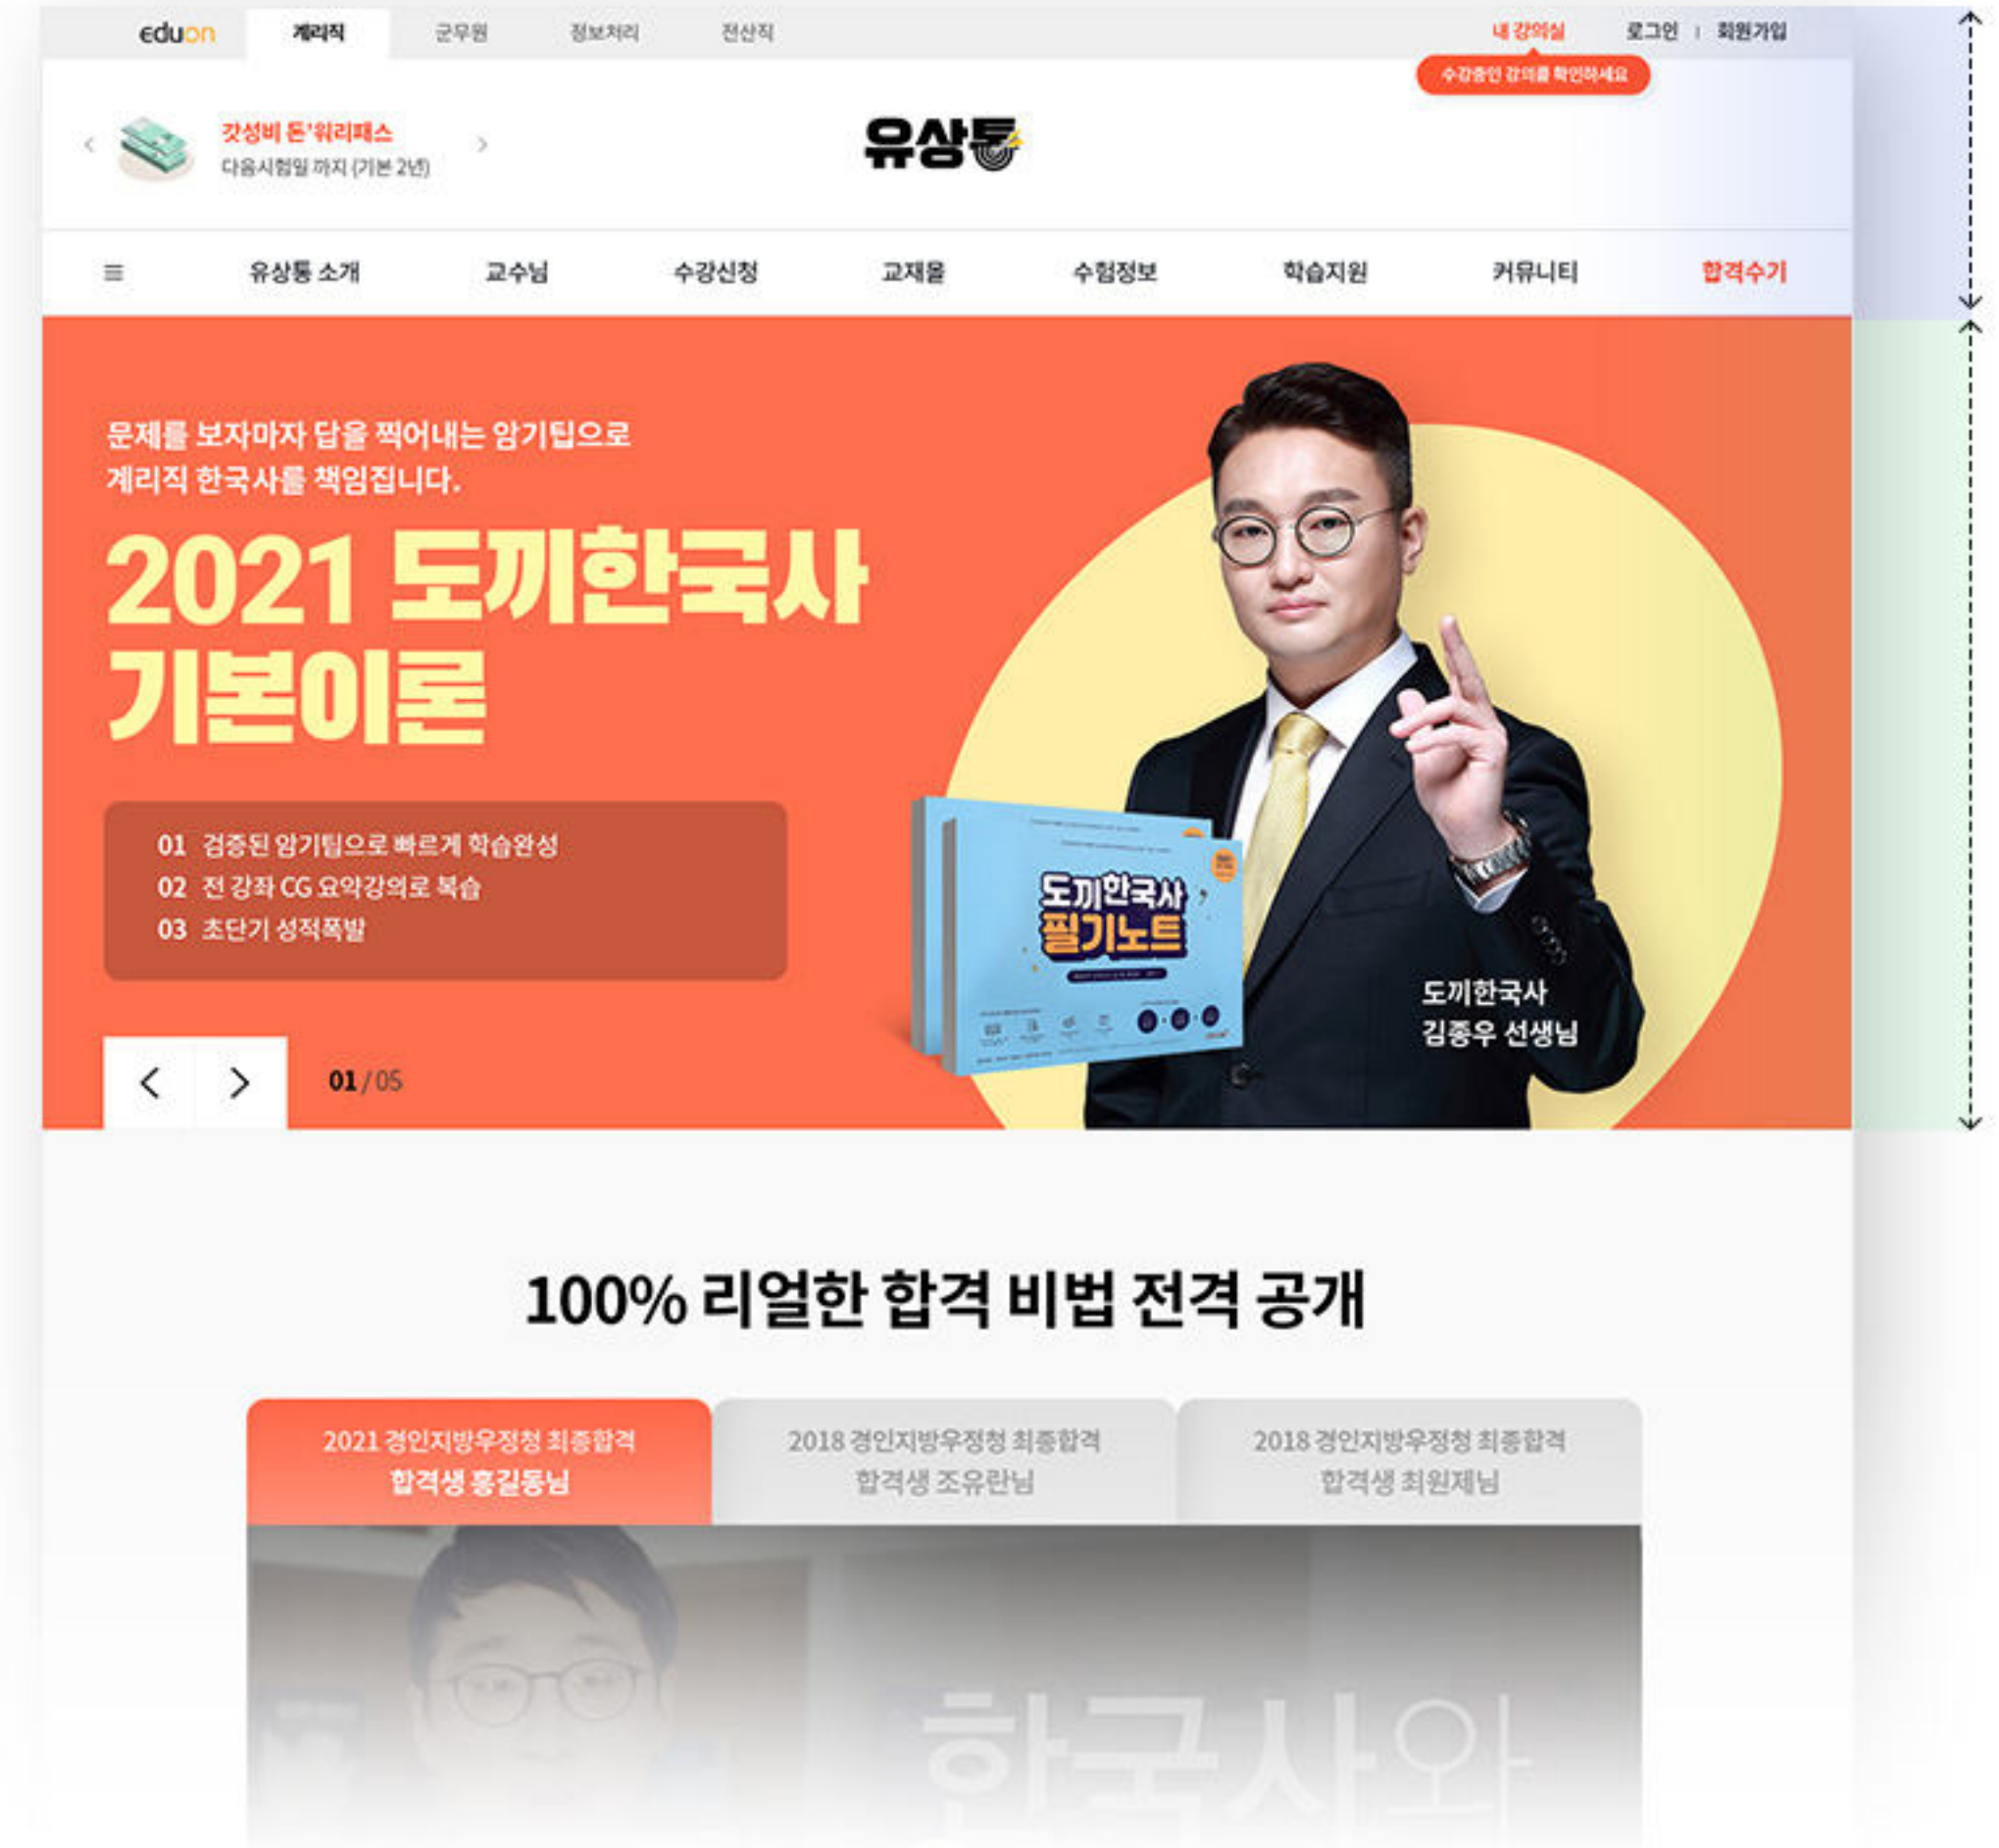 eduon
계리직
군무원
정보처리
전산직
내 강의실
로그인
회원가입
수강중인 강의를 확인하세요
갓성비 돈'워리패스
다음시험일 까지 (기본 2년)
유상통
유상통 소개
교수님
수강신청
교재몰
수험정보
학습지원
커뮤니티
합격수기
문제를 보자마자 답을 찍어내는 암기팁으로
계리직 한국사를 책임집니다.
2021 도끼한국사
기본이론
01 검증된 암기팁으로 빠르게 학습완성
02 전 강좌 CG 요약강의로 복습
03 초단기 성적폭발
도끼한국사
필기노트
도끼한국사
김종우 선생님
01 / 05
100% 리얼한 합격 비법 전격 공개
2021 경인지방우정청 최종합격
합격생 홍길동님
2018 경인지방우정청 최종합격
합격생 조유란님
2018 경인지방우정청 최종합격
합격생 최원제님
한국사와